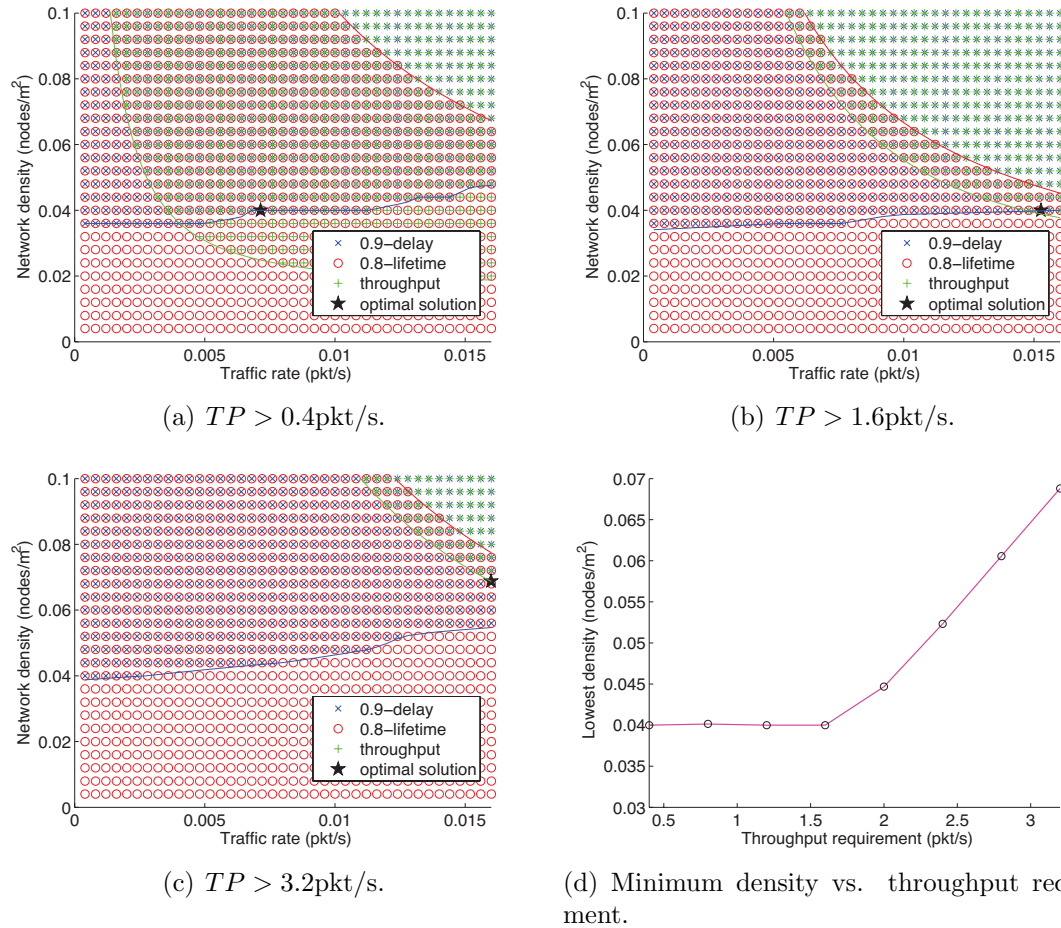 0.1
0.08
0.06
0.04
0.02
0
0 0.005 0.01 0.015
Network density (nodes/m²)
Traffic rate (pkt/s)
0.9−delay
0.8−lifetime
throughput
optimal solution
(a) TP > 0.4pkt/s.
0.1
0.08
0.06
0.04
0.02
0
0 0.005 0.01 0.015
Network density (nodes/m²)
Traffic rate (pkt/s)
0.9−delay
0.8−lifetime
throughput
optimal solution
(b) TP > 1.6pkt/s.
0.1
0.08
0.06
0.04
0.02
0
0 0.005 0.01 0.015
Network density (nodes/m²)
Traffic rate (pkt/s)
0.9−delay
0.8−lifetime
throughput
optimal solution
(c) TP > 3.2pkt/s.
0.07
0.065
0.06
0.055
0.05
0.045
0.04
0.035
0.03
0.5 1 1.5 2 2.5 3
Lowest density (nodes/m²)
Throughput requirement (pkt/s)
(d) Minimum density vs. throughput
ment.